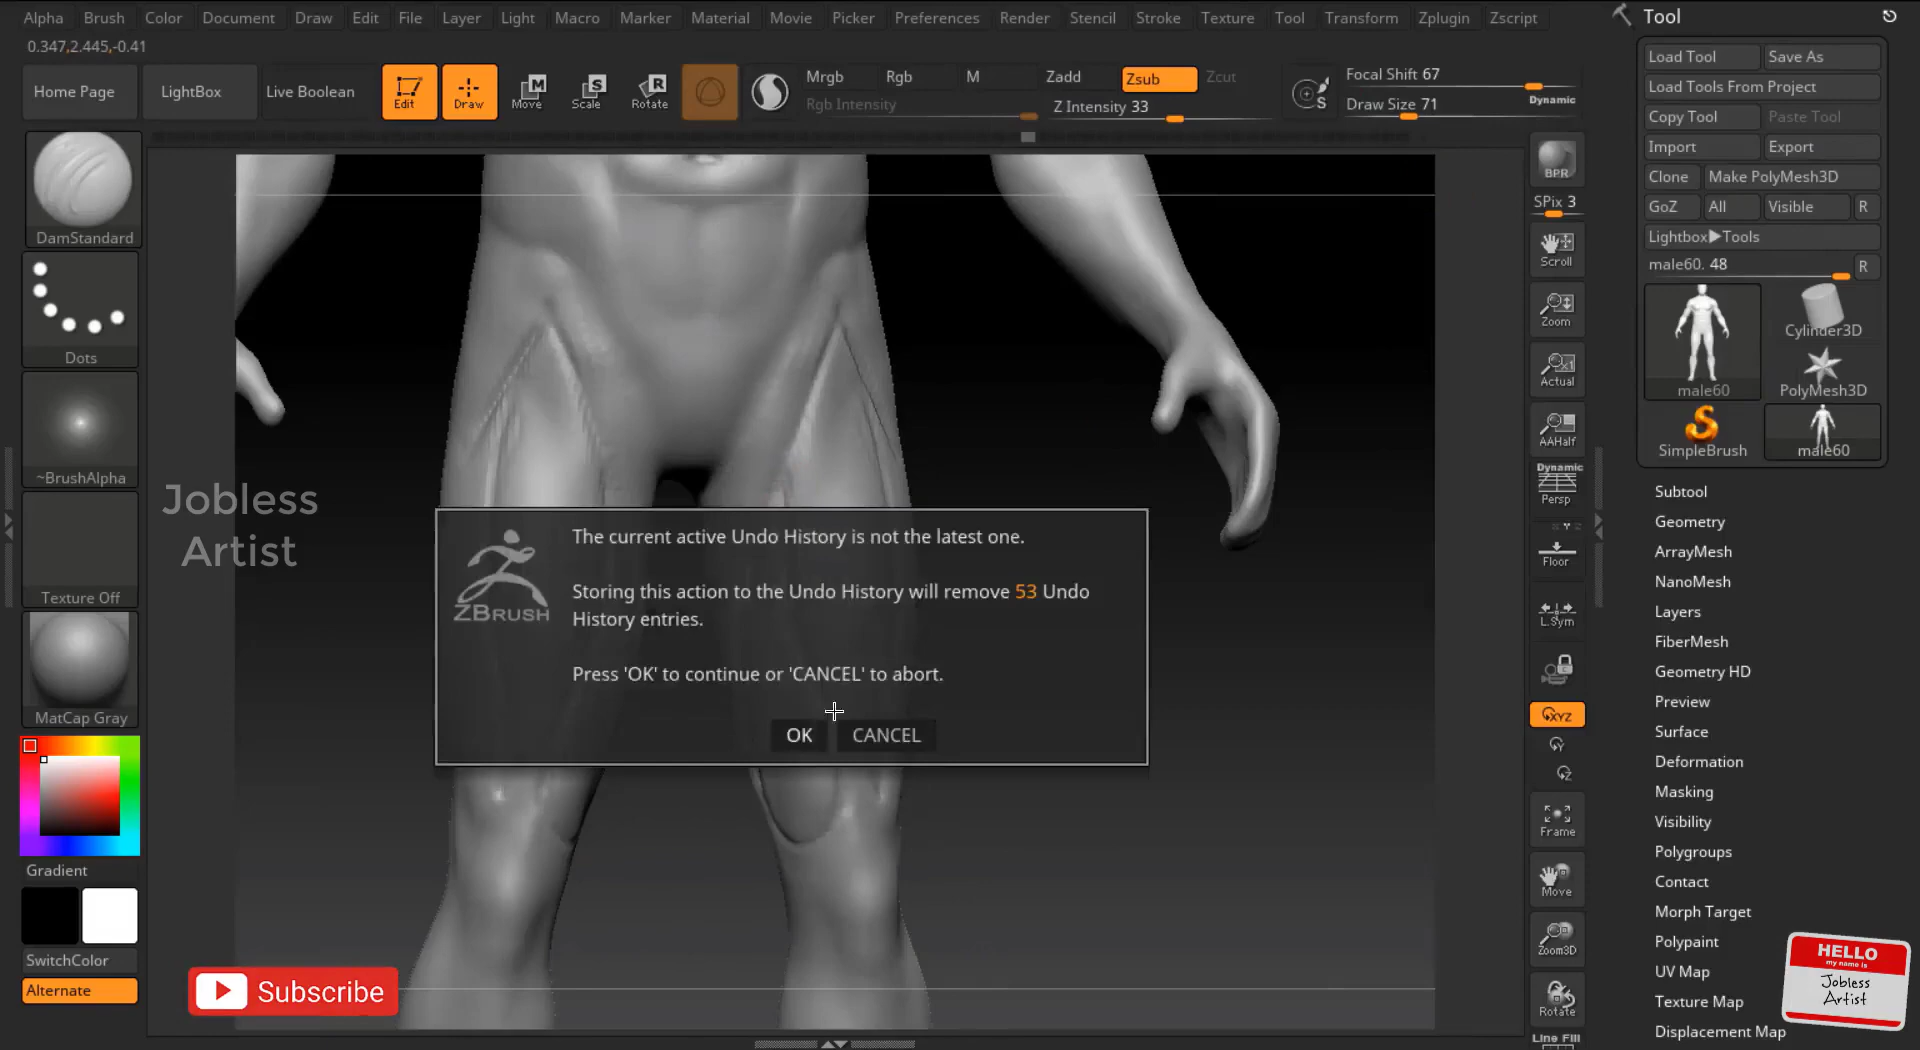 Alpha Brush Color Document Draw Edit File Layer Light Macro Marker Material Movie Picker Preferences Render Stencil Stroke Texture Tool Transform Zplugin Zscript
Tool
0.347,2.445,-0.41
Home Page
LightBox
Live Boolean
Edit
Draw
Move
Scale
Rotate
Mrgb Rgb M
Rgb Intensity
Zadd Zsub Zcut
Z Intensity 33
Focal Shift 67
Draw Size 71
Dynamic
DamStandard
Dots
~BrushAlpha
Texture Off
MatCap Gray
Gradient
SwitchColor
Alternate
Jobless
Artist
The current active Undo History is not the latest one.
Storing this action to the Undo History will remove 53 Undo
History entries.
Press 'OK' to continue or 'CANCEL' to abort.
OK CANCEL
ZBRUSH
Subscribe
BPR
SPix 3
Scroll
Zoom
Actual
AAHalf
Dynamic
Persp
Floor
L.Sym
XYZ
Y
Z
Frame
Move
Zoom3D
Rotate
Line Fill
Load Tool Save As
Load Tools From Project
Copy Tool Paste Tool
Import Export
Clone Make PolyMesh3D
GoZ All Visible R
Lightbox▶Tools
male60. 48 R
male60
Cylinder3D
PolyMesh3D
SimpleBrush
male60
Subtool
Geometry
ArrayMesh
NanoMesh
Layers
FiberMesh
Geometry HD
Preview
Surface
Deformation
Masking
Visibility
Polygroups
Contact
Morph Target
Polypaint
UV Map
Texture Map
Displacement Map
HELLO
my name is
Jobless
Artist